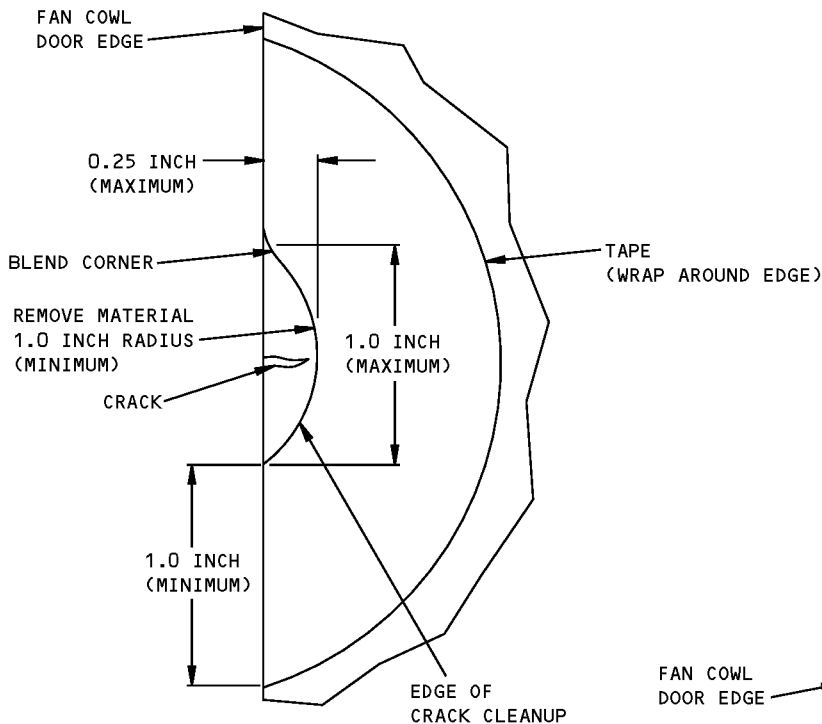 FAN COWL
DOOR EDGE
0.25 INCH
(MAXIMUM)
BLEND CORNER
TAPE
(WRAP AROUND EDGE)
REMOVE MATERIAL
1.0 INCH RADIUS
(MINIMUM)
1.0 INCH
(MAXIMUM)
CRACK
1.0 INCH
(MINIMUM)
EDGE OF
CRACK CLEANUP
FAN COWL
DOOR EDGE